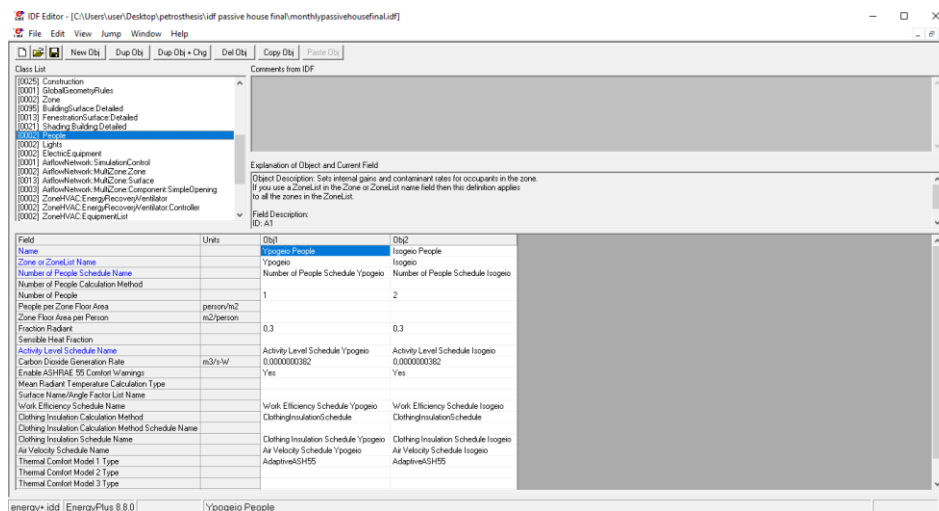 IDF Editor - [C:\Users\user\Desktop\petrosthesis\idf passive house final\monthlypassivehousefinal.idf]
File Edit View Jump Window Help
New Obj Dup Obj Dup Obj + Chg Del Obj Copy Obj Paste Obj
Class List Comments from IDF
[0025] Construction
[0001] GlobalGeometryRules
[0002] Zone
[0095] BuildingSurface:Detailed
[0013] FenestrationSurface:Detailed
[0021] Shading:Building:Detailed
[0002] People
[0002] Lights
[0002] ElectricEquipment
[0001] AirflowNetwork:SimulationControl
[0002] AirflowNetwork:MultiZone:Zone
[0013] AirflowNetwork:MultiZone:Surface
[0003] AirflowNetwork:MultiZone:Component:SimpleOpening
[0002] ZoneHVAC:EnergyRecoveryVentilator
[0002] ZoneHVAC:EnergyRecoveryVentilator:Controller
[0002] ZoneHVAC:EquipmentList
Explanation of Object and Current Field
Object Description: Sets internal gains and contaminant rates for occupants in the zone.
If you use a ZoneList in the Zone or ZoneList name field then this definition applies
to all the zones in the ZoneList.
Field Description:
ID: A1
Field Units Obj1 Obj2
Name Ypogeio People Isogeio People
Zone or ZoneList Name Ypogeio Isogeio
Number of People Schedule Name Number of People Schedule Ypogeio Number of People Schedule Isogeio
Number of People Calculation Method
Number of People 1 2
People per Zone Floor Area person/m2
Zone Floor Area per Person m2/person
Fraction Radiant 0,3 0,3
Sensible Heat Fraction
Activity Level Schedule Name Activity Level Schedule Ypogeio Activity Level Schedule Isogeio
Carbon Dioxide Generation Rate m3/s-W 0,0000000382 0,0000000382
Enable ASHRAE 55 Comfort Warnings Yes Yes
Mean Radiant Temperature Calculation Type
Surface Name/Angle Factor List Name
Work Efficiency Schedule Name Work Efficiency Schedule Ypogeio Work Efficiency Schedule Isogeio
Clothing Insulation Calculation Method ClothingInsulationSchedule ClothingInsulationSchedule
Clothing Insulation Calculation Method Schedule Name
Clothing Insulation Schedule Name Clothing Insulation Schedule Ypogeio Clothing Insulation Schedule Isogeio
Air Velocity Schedule Name Air Velocity Schedule Ypogeio Air Velocity Schedule Isogeio
Thermal Comfort Model 1 Type AdaptiveASH55 AdaptiveASH55
Thermal Comfort Model 2 Type
Thermal Comfort Model 3 Type
energy+.idd EnergyPlus 8.8.0 Ypogeio People